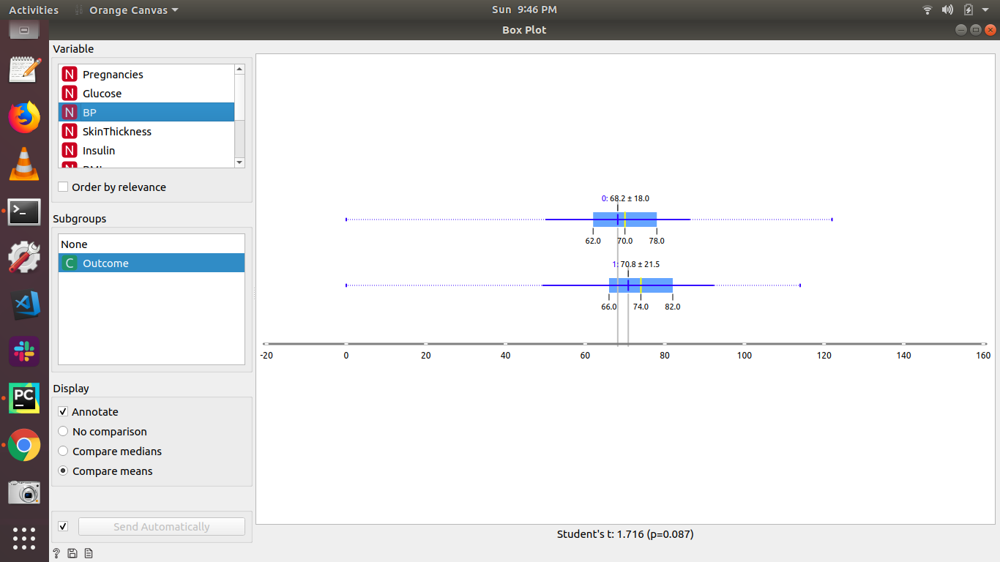 Activities Orange Canvas Sun 9:46 PM
Box Plot
Variable
N Pregnancies
N Glucose
N BP
N SkinThickness
N Insulin
Order by relevance
Subgroups
None
C Outcome
Display
Annotate
No comparison
Compare medians
Compare means
Send Automatically
?
0: 68.2 ± 18.0
62.0 70.0 78.0
1: 70.8 ± 21.5
66.0 74.0 82.0
-20 0 20 40 60 80 100 120 140 160
Student's t: 1.716 (p=0.087)
>_
PC